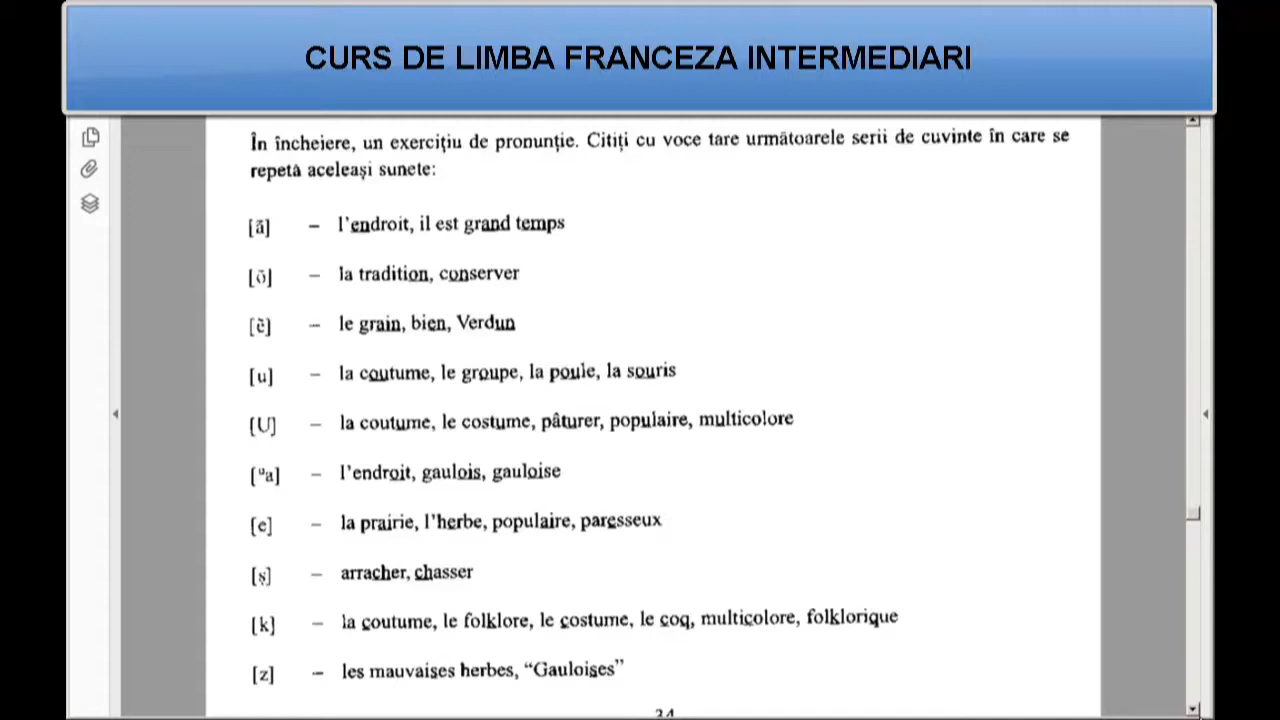 CURS DE LIMBA FRANCEZA INTERMEDIARI
În încheiere, un exercițiu de pronunție. Citiți cu voce tare următoarele serii de cuvinte în care se
repetă aceleași sunete:
[ã] – l’endroit, il est grand temps
[õ] – la tradition, conserver
[ẽ] – le grain, bien, Verdun
[u] – la coutume, le groupe, la poule, la souris
[U] – la coutume, le costume, pâturer, populaire, multicolore
[ᵘa] – l’endroit, gaulois, gauloise
[e] – la prairie, l’herbe, populaire, paresseux
[ș] – arracher, chasser
[k] – la coutume, le folklore, le costume, le coq, multicolore, folklorique
[z] – les mauvaises herbes, “Gauloises”
34